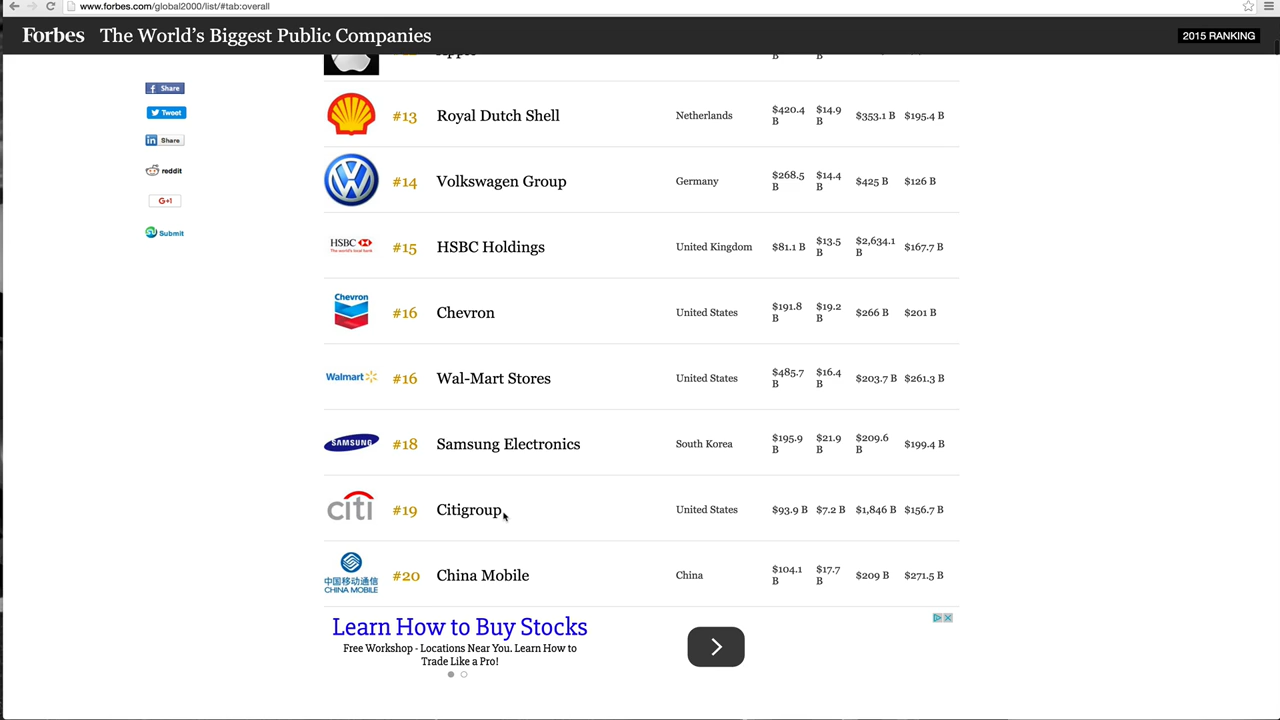 www.forbes.com/global2000/list/#tab:overall
Forbes The World's Biggest Public Companies 2015 RANKING
B B
Share
Tweet
Share
reddit
G+1
Submit
#13 Royal Dutch Shell Netherlands $420.4 B $14.9 B $353.1 B $195.4 B
#14 Volkswagen Group Germany $268.5 B $14.4 B $425 B $126 B
HSBC
#15 HSBC Holdings United Kingdom $81.1 B $13.5 B $2,634.1 B $167.7 B
Chevron
#16 Chevron United States $191.8 B $19.2 B $266 B $201 B
Walmart
#16 Wal-Mart Stores United States $485.7 B $16.4 B $203.7 B $261.3 B
SAMSUNG
#18 Samsung Electronics South Korea $195.9 B $21.9 B $209.6 B $199.4 B
citi
#19 Citigroup United States $93.9 B $7.2 B $1,846 B $156.7 B
中国移动通信
CHINA MOBILE
#20 China Mobile China $104.1 B $17.7 B $209 B $271.5 B
Learn How to Buy Stocks
Free Workshop - Locations Near You. Learn How to
Trade Like a Pro!